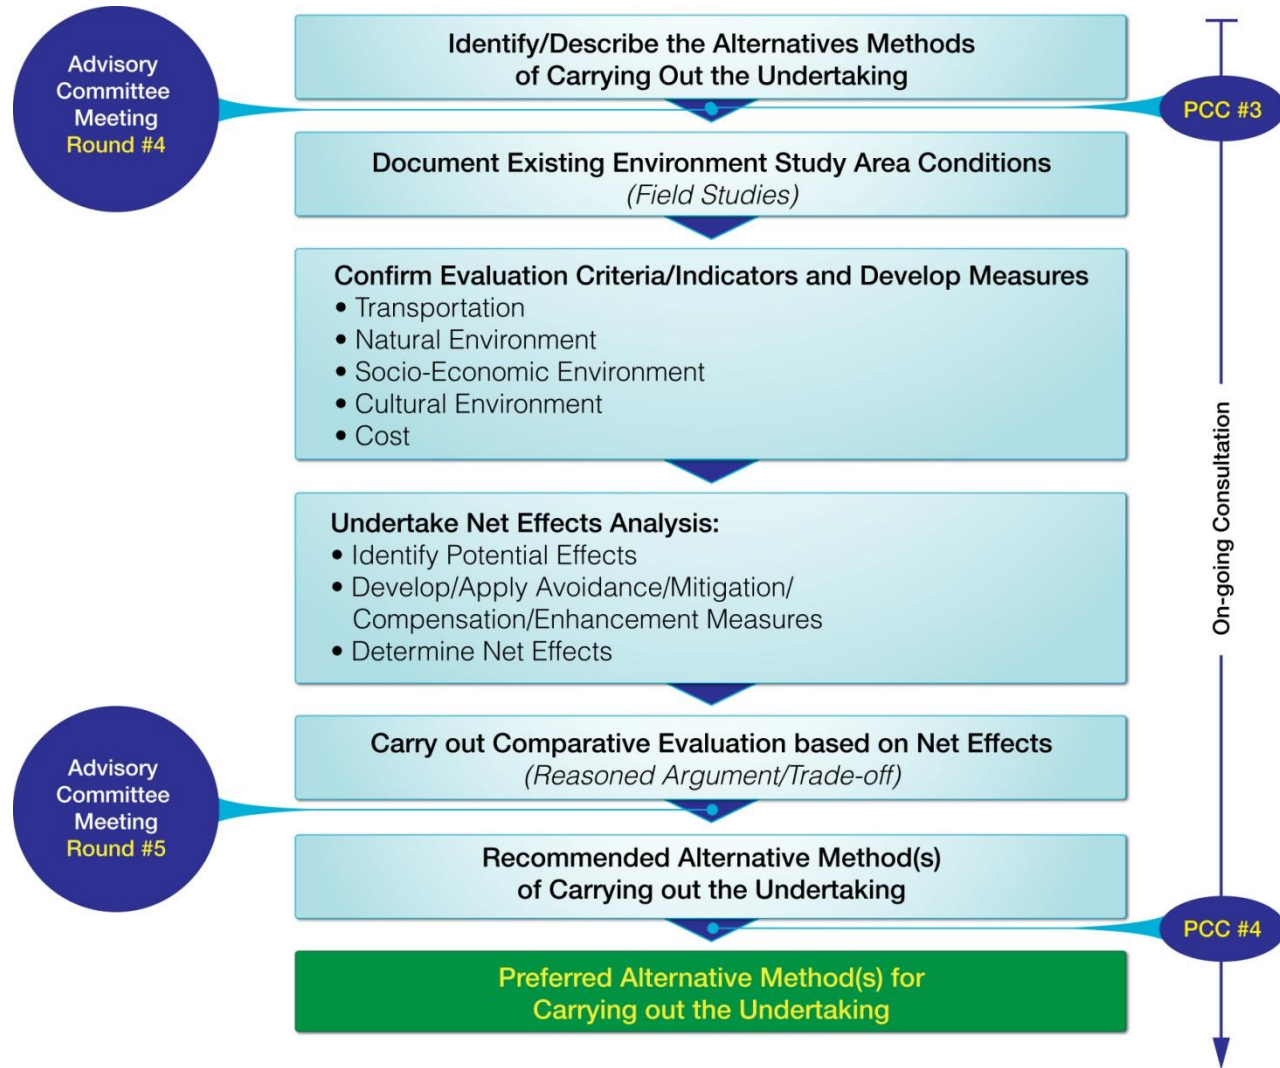 Advisory
Committee
Meeting
Round #4
Identify/Describe the Alternatives Methods
of Carrying Out the Undertaking
PCC #3
Document Existing Environment Study Area Conditions
(Field Studies)
Confirm Evaluation Criteria/Indicators and Develop Measures
• Transportation
• Natural Environment
• Socio-Economic Environment
• Cultural Environment
• Cost
On-going Consultation
Undertake Net Effects Analysis:
• Identify Potential Effects
• Develop/Apply Avoidance/Mitigation/
Compensation/Enhancement Measures
• Determine Net Effects
Advisory
Committee
Meeting
Round #5
Carry out Comparative Evaluation based on Net Effects
(Reasoned Argument/Trade-off)
Recommended Alternative Method(s)
of Carrying out the Undertaking
PCC #4
Preferred Alternative Method(s) for
Carrying out the Undertaking